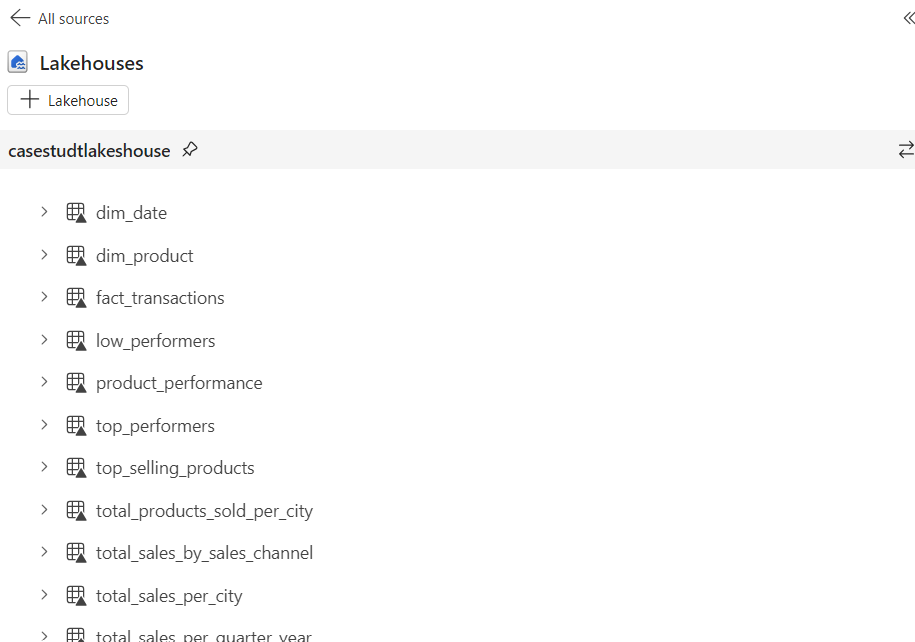 All sources
Lakehouses
Lakehouse
casestudtlakeshouse
dim_date
dim_product
fact_transactions
low_performers
product_performance
top_performers
top_selling_products
total_products_sold_per_city
total_sales_by_sales_channel
total_sales_per_city
total_sales_per_quarter_year